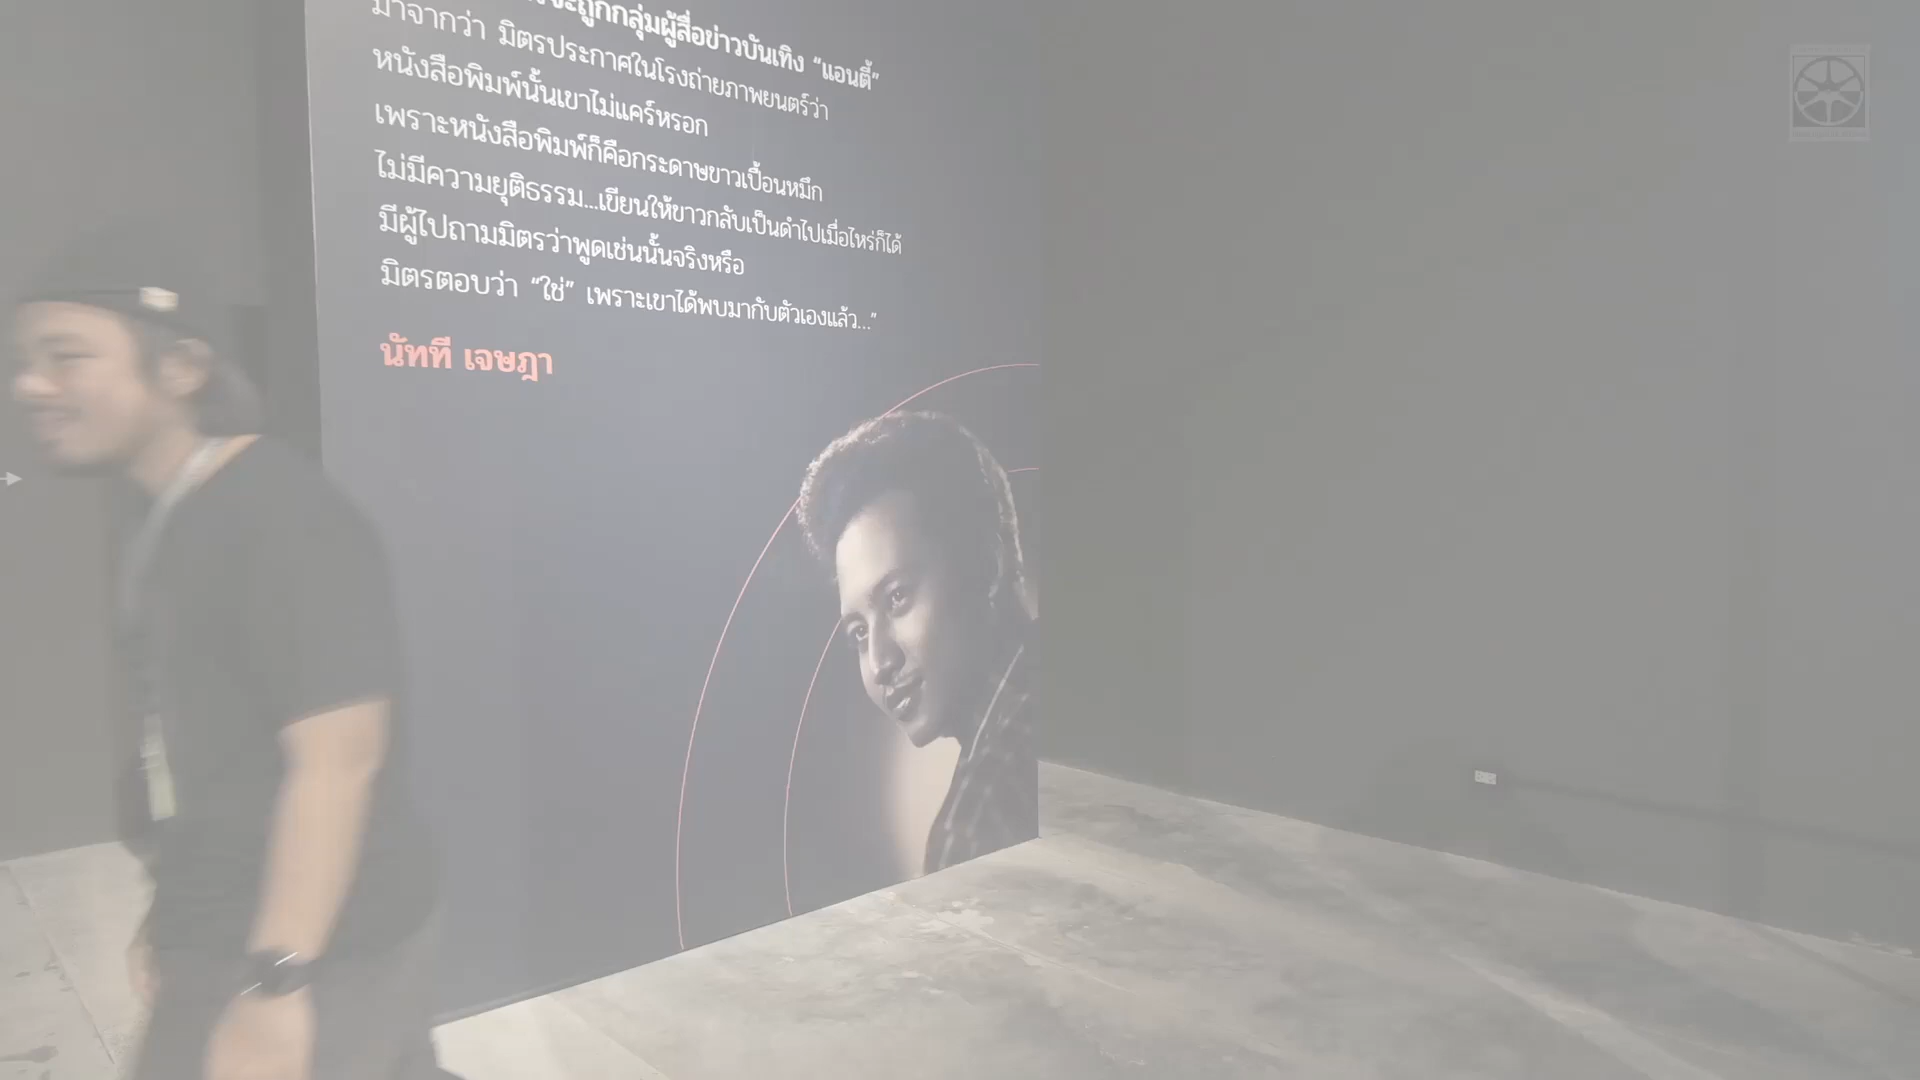 จะถูกกลุ่มผู้สื่อข่าวบันเทิง “แอนตี้”
มาจากว่า มิตรประกาศในโรงถ่ายภาพยนตร์ว่า
หนังสือพิมพ์นั้นเขาไม่แคร์หรอก
เพราะหนังสือพิมพ์ก็คือกระดาษขาวเปื้อนหมึก
ไม่มีความยุติธรรม...เขียนให้ขาวกลับเป็นดำไปเมื่อไหร่ก็ได้
มีผู้ไปถามมิตรว่าพูดเช่นนั้นจริงหรือ
มิตรตอบว่า “ใช่” เพราะเขาได้พบมากับตัวเองแล้ว...”
นัททึ เจษฎา